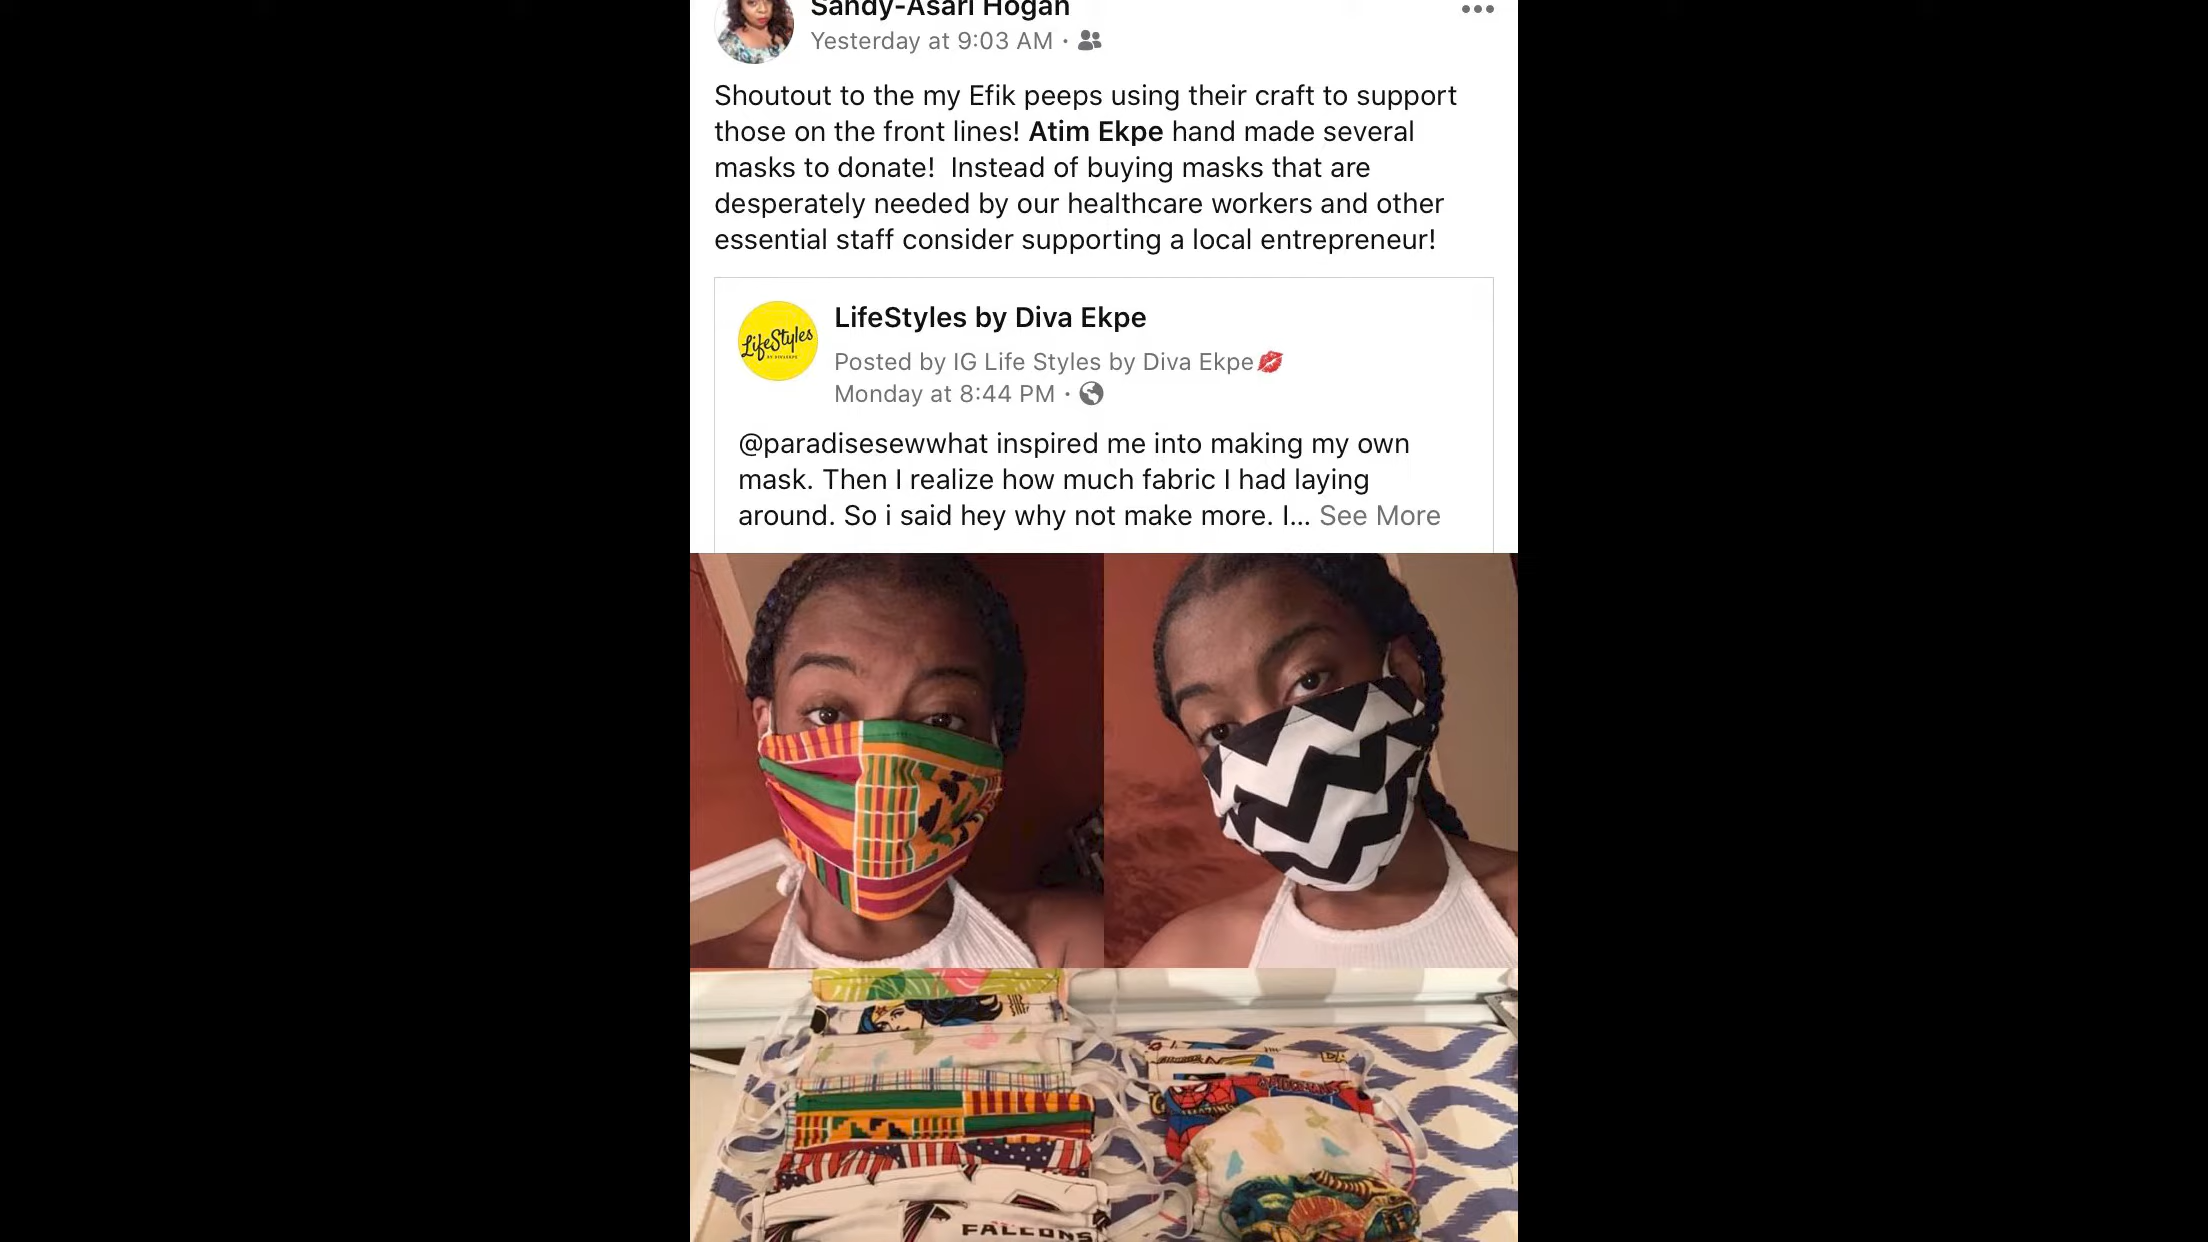 Sandy-Asari Hogan
Yesterday at 9:03 AM ·
Shoutout to the my Efik peeps using their craft to support
those on the front lines! Atim Ekpe hand made several
masks to donate!  Instead of buying masks that are
desperately needed by our healthcare workers and other
essential staff consider supporting a local entrepreneur!
LifeStyles
BY DIVAEKPE
LifeStyles by Diva Ekpe
Posted by IG Life Styles by Diva Ekpe💋
Monday at 8:44 PM ·
@paradisesewwhat inspired me into making my own
mask. Then I realize how much fabric I had laying
around. So i said hey why not make more. I... See More
SPIDER-MAN
FALCONS